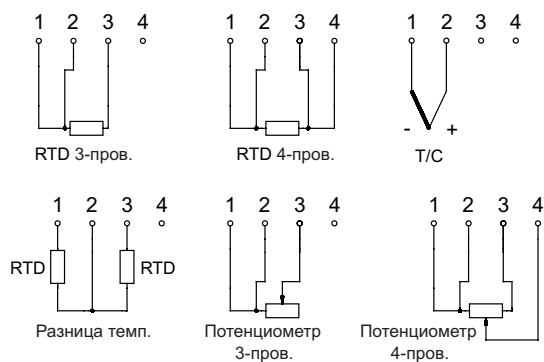 1 2 3 4
1 2 3 4
1 2 3 4
RTD 3-пров.
RTD 4-пров.
- +
T/C
1 2 3 4
1 2 3 4
1 2 3 4
RTD RTD
Разница темп.
Потенциометр
3-пров.
Потенциометр
4-пров.